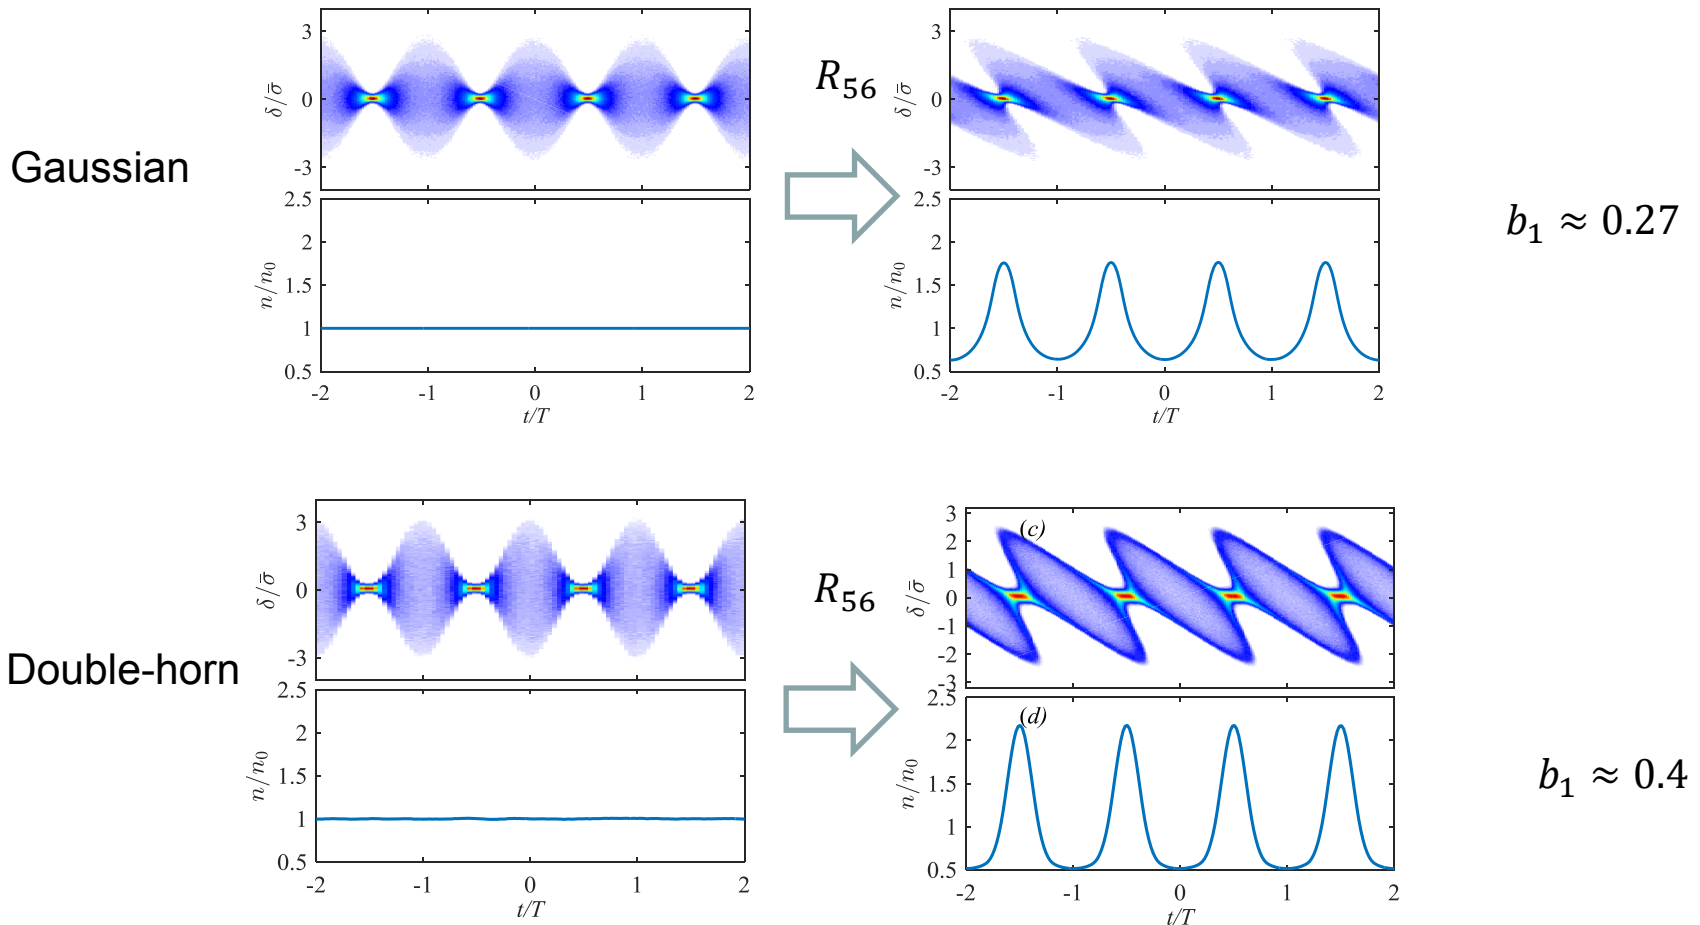 Gaussian
3
0
-3
δ/σ̄
2.5
2
1.5
1
0.5
n/n₀
-2 -1 0 1 2
t/T
R₅₆
3
0
-3
δ/σ̄
2.5
2
1.5
1
0.5
n/n₀
-2 -1 0 1 2
t/T
b₁ ≈ 0.27
Double-horn
3
0
-3
δ/σ̄
2.5
2
1.5
1
0.5
n/n₀
-2 -1 0 1 2
t/T
R₅₆
(c)
3
2
1
0
-1
-2
-3
δ/σ̄
(d)
2.5
2
1.5
1
0.5
n/n₀
-2 -1 0 1 2
t/T
b₁ ≈ 0.4